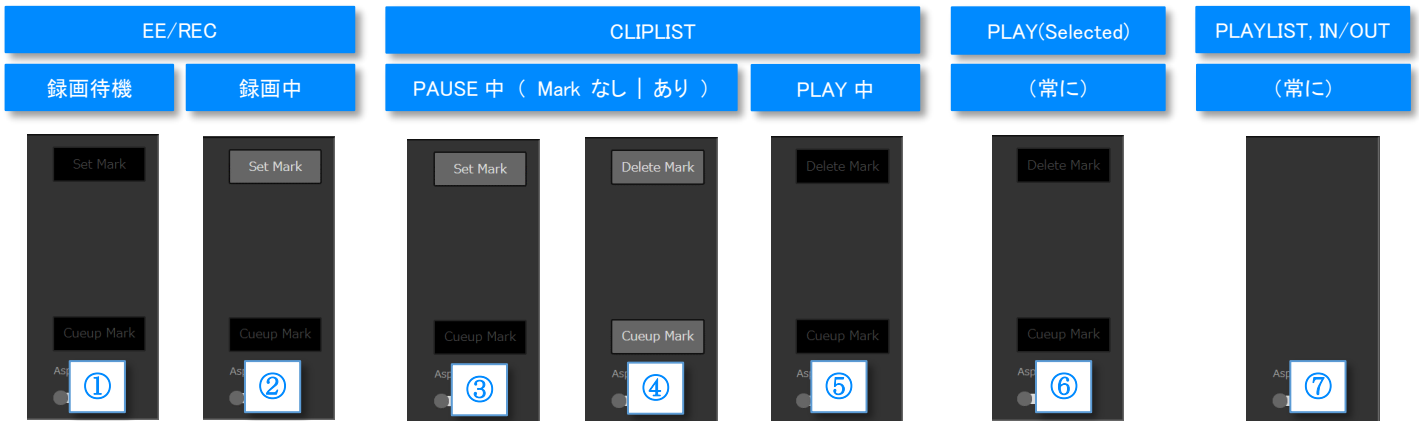 EE/REC
CLIPLIST
PLAY(Selected)
PLAYLIST, IN/OUT
録画待機
録画中
PAUSE 中 ( Mark なし | あり )
PLAY 中
(常に)
(常に)
Set Mark
Set Mark
Set Mark
Delete Mark
Delete Mark
Delete Mark
Cueup Mark
Cueup Mark
Cueup Mark
Cueup Mark
Cueup Mark
Cueup Mark
①
②
③
④
⑤
⑥
⑦